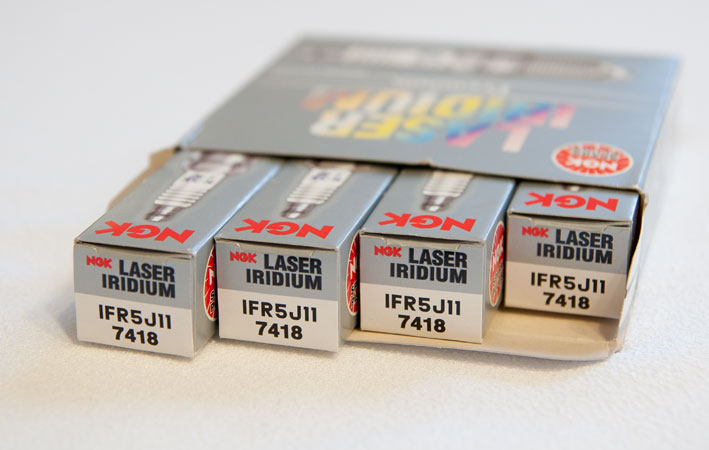 LASER
IRIDIUM
NGK
NGK
NGK LASER
IRIDIUM
IFR5J11
7418
NGK
NGK LASER
IRIDIUM
IFR5J11
7418
NGK
NGK LASER
IRIDIUM
IFR5J11
7418
NGK
NGK LASER
IRIDIUM
IFR5J11
7418